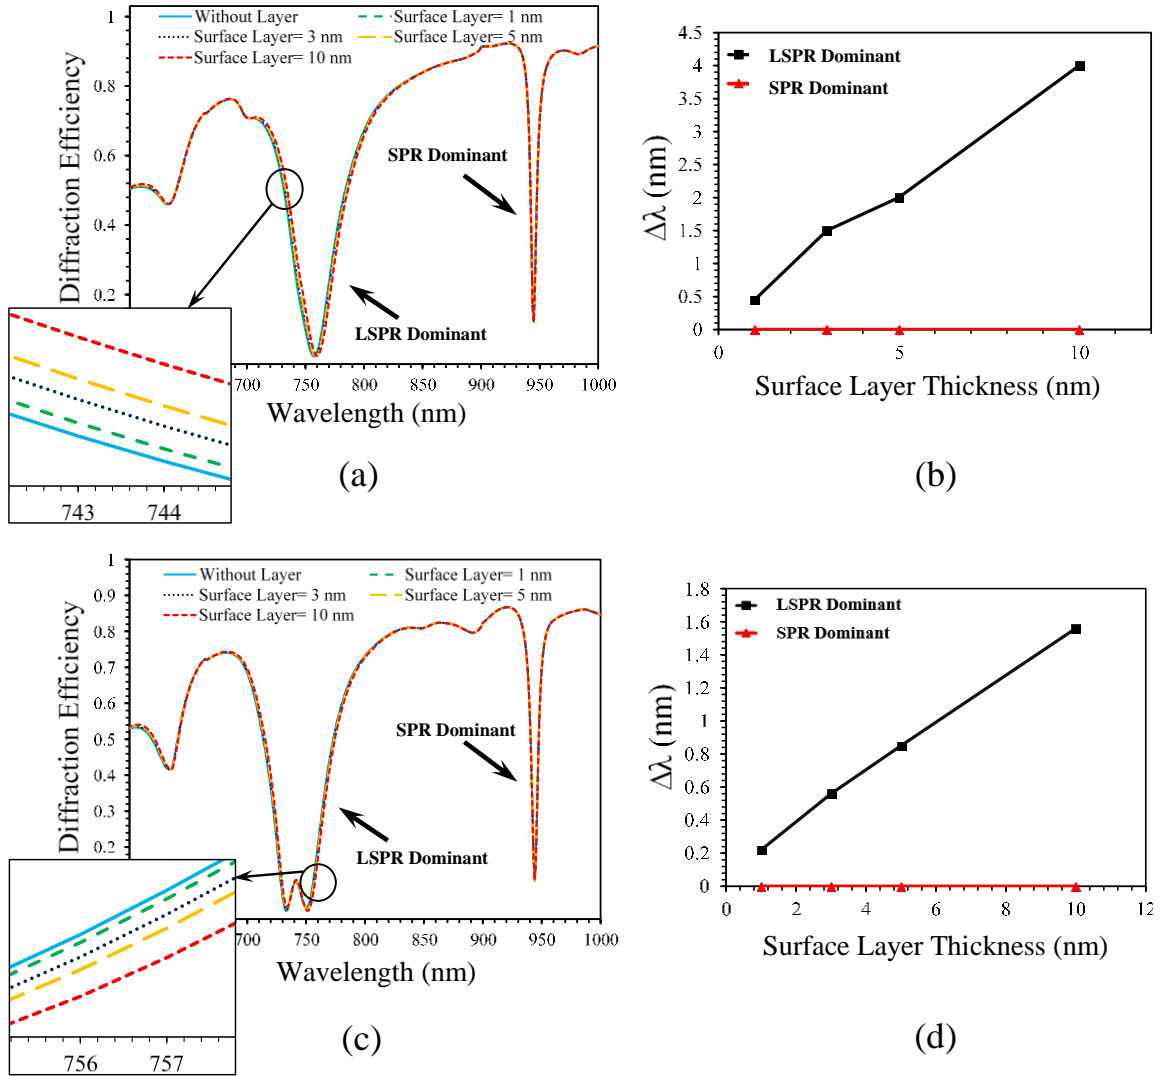 Without Layer
Surface Layer= 1 nm
Surface Layer= 3 nm
Surface Layer= 5 nm
Surface Layer= 10 nm
Diffraction Efficiency
1
0.8
0.6
0.4
0.2
SPR Dominant
LSPR Dominant
700 750 800 850 900 950 1000
Wavelength (nm)
743 744
(a)
LSPR Dominant
SPR Dominant
Δλ (nm)
4.5
4
3.5
3
2.5
2
1.5
1
0.5
0
0 5 10
Surface Layer Thickness (nm)
(b)
Without Layer
Surface Layer= 1 nm
Surface Layer= 3 nm
Surface Layer= 5 nm
Surface Layer= 10 nm
Diffraction Efficiency
1
0.9
0.8
0.7
0.6
0.5
0.4
0.3
0.2
SPR Dominant
LSPR Dominant
700 750 800 850 900 950 1000
Wavelength (nm)
756 757
(c)
LSPR Dominant
SPR Dominant
Δλ (nm)
1.8
1.6
1.4
1.2
1
0.8
0.6
0.4
0.2
0
0 2 4 6 8 10 12
Surface Layer Thickness (nm)
(d)